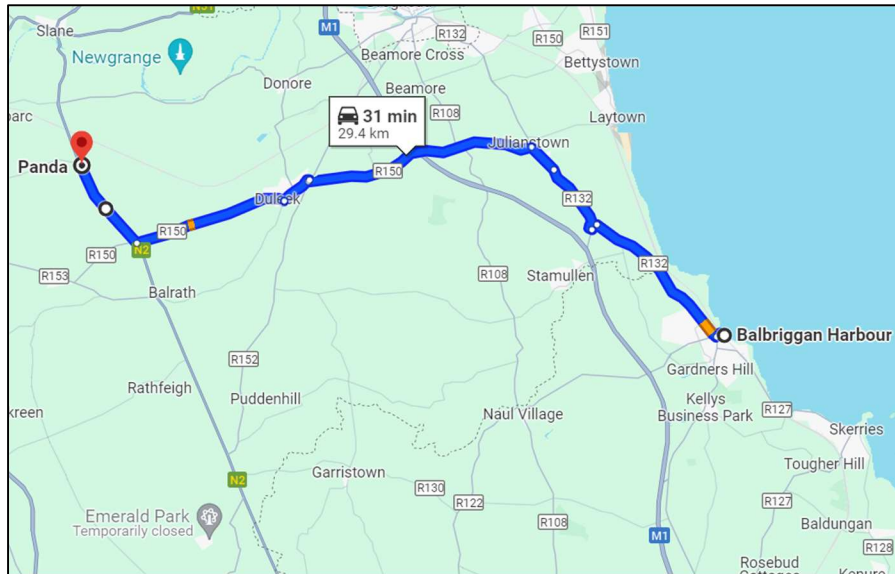 N51
Slane
M1
R132
R150
R151
Newgrange
Beamore Cross
Bettystown
Donore
Beamore
31 min
29.4 km
R108
Laytown
Julianstown
Panda
R150
R132
R150
R150
N2
R132
R153
R108
Stamullen
Balrath
Balbriggan Harbour
R152
Gardners Hill
Rathfeigh
Puddenhill
Kellys
Business Park
R127
Naul Village
Skerries
Garristown
Tougher Hill
N2
R130
R122
R127
Emerald Park
Temporarily closed
R108
Baldungan
M1
R128
Rosebud